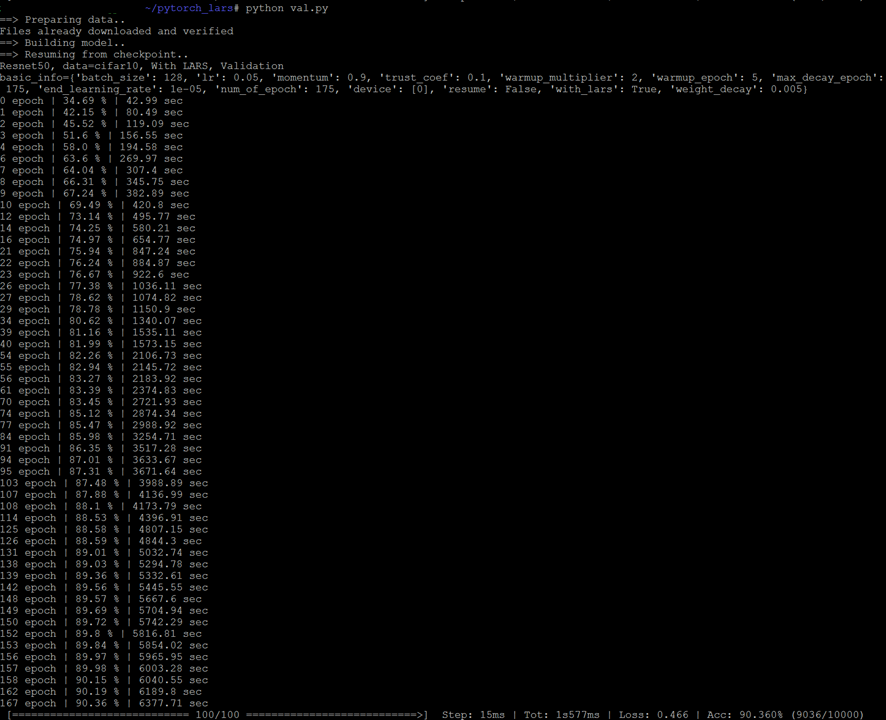 ~/pytorch_lars# python val.py
==> Preparing data..
Files already downloaded and verified
==> Building model..
==> Resuming from checkpoint..
Resnet50, data=cifar10, With LARS, Validation
basic_info={'batch_size': 128, 'lr': 0.05, 'momentum': 0.9, 'trust_coef': 0.1, 'warmup_multiplier': 2, 'warmup_epoch': 5, 'max_decay_epoch':
175, 'end_learning_rate': 1e-05, 'num_of_epoch': 175, 'device': [0], 'resume': False, 'with_lars': True, 'weight_decay': 0.005}
0 epoch | 34.69 % | 42.99 sec
1 epoch | 42.15 % | 80.49 sec
2 epoch | 45.52 % | 119.09 sec
3 epoch | 51.6 % | 156.55 sec
4 epoch | 58.0 % | 194.58 sec
6 epoch | 63.6 % | 269.97 sec
7 epoch | 64.04 % | 307.4 sec
8 epoch | 66.31 % | 345.75 sec
9 epoch | 67.24 % | 382.89 sec
10 epoch | 69.49 % | 420.8 sec
12 epoch | 73.14 % | 495.77 sec
14 epoch | 74.25 % | 580.21 sec
16 epoch | 74.97 % | 654.77 sec
21 epoch | 75.94 % | 847.24 sec
22 epoch | 76.24 % | 884.87 sec
23 epoch | 76.67 % | 922.6 sec
26 epoch | 77.38 % | 1036.11 sec
27 epoch | 78.62 % | 1074.82 sec
29 epoch | 78.78 % | 1150.9 sec
34 epoch | 80.62 % | 1340.07 sec
39 epoch | 81.16 % | 1535.11 sec
40 epoch | 81.99 % | 1573.15 sec
54 epoch | 82.26 % | 2106.73 sec
55 epoch | 82.94 % | 2145.72 sec
56 epoch | 83.27 % | 2183.92 sec
61 epoch | 83.39 % | 2374.83 sec
70 epoch | 83.45 % | 2721.93 sec
74 epoch | 85.12 % | 2874.34 sec
77 epoch | 85.47 % | 2988.92 sec
84 epoch | 85.98 % | 3254.71 sec
91 epoch | 86.35 % | 3517.28 sec
94 epoch | 87.01 % | 3633.67 sec
95 epoch | 87.31 % | 3671.64 sec
103 epoch | 87.48 % | 3988.89 sec
107 epoch | 87.88 % | 4136.99 sec
108 epoch | 88.1 % | 4173.79 sec
114 epoch | 88.53 % | 4396.91 sec
125 epoch | 88.58 % | 4807.15 sec
126 epoch | 88.59 % | 4844.3 sec
131 epoch | 89.01 % | 5032.74 sec
138 epoch | 89.03 % | 5294.78 sec
139 epoch | 89.36 % | 5332.61 sec
142 epoch | 89.56 % | 5445.55 sec
148 epoch | 89.57 % | 5667.6 sec
149 epoch | 89.69 % | 5704.94 sec
150 epoch | 89.72 % | 5742.29 sec
152 epoch | 89.8 % | 5816.81 sec
153 epoch | 89.84 % | 5854.02 sec
156 epoch | 89.97 % | 5965.95 sec
157 epoch | 89.98 % | 6003.28 sec
158 epoch | 90.15 % | 6040.55 sec
162 epoch | 90.19 % | 6189.8 sec
167 epoch | 90.36 % | 6377.71 sec
[=========================== 100/100 ==========================>] Step: 15ms | Tot: 1s577ms | Loss: 0.466 | Acc: 90.360% (9036/10000)